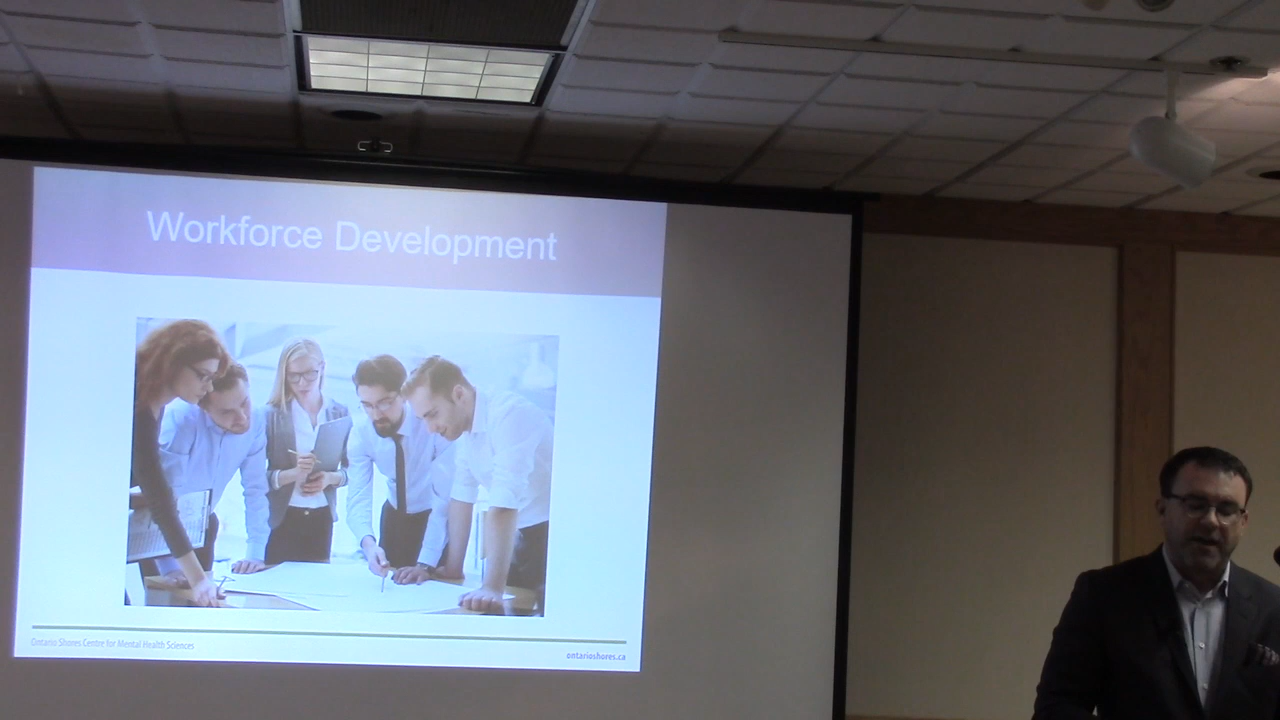 Workforce Development
Ontario Shores Centre for Mental Health Sciences
ontarioshores.ca